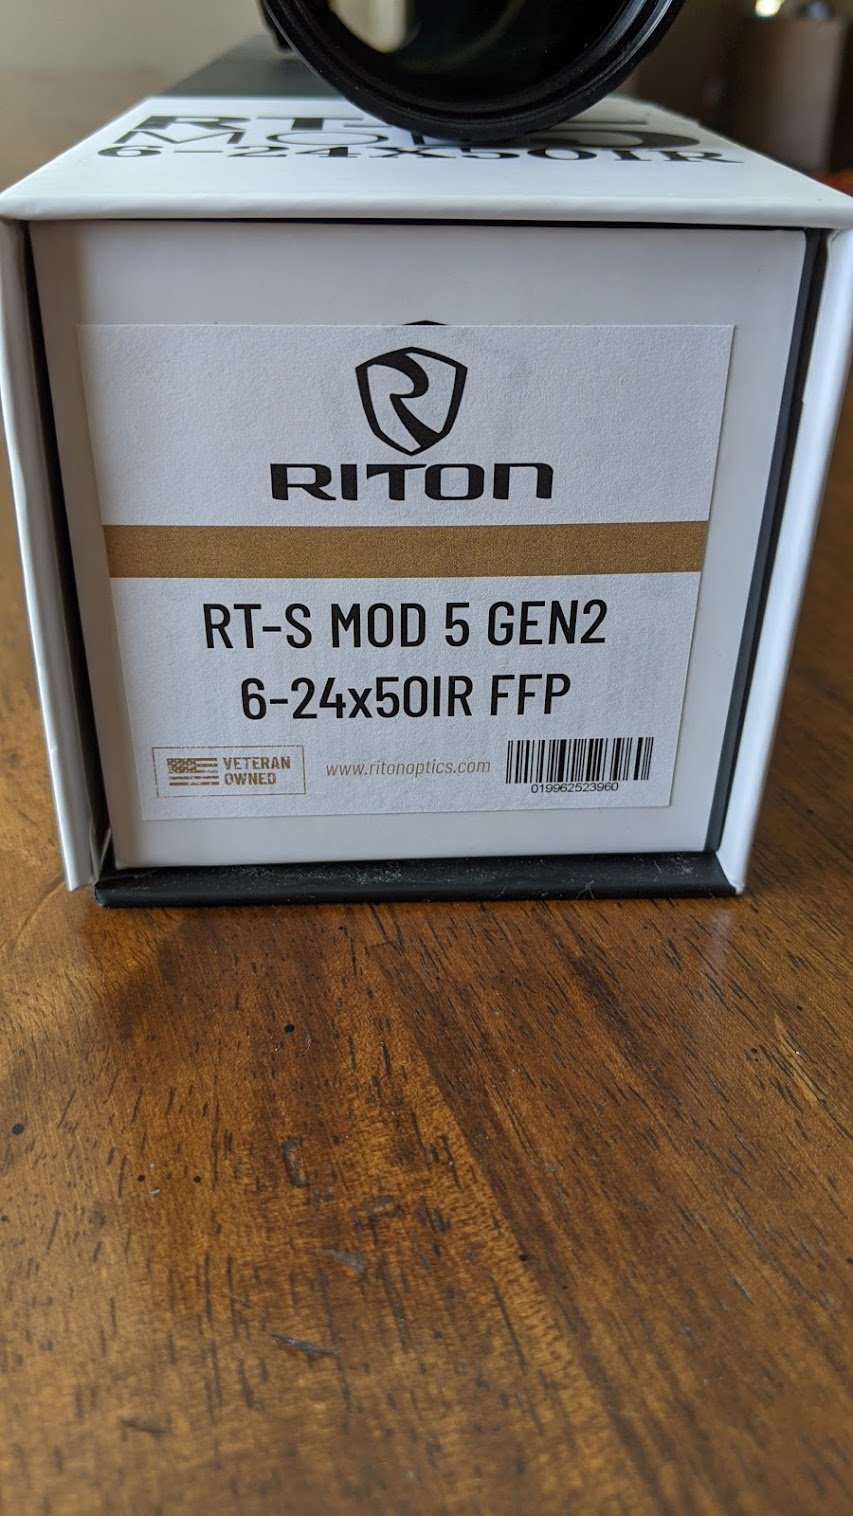 6-24x50IR
RITON
RT-S MOD 5 GEN2
6-24x50IR FFP
VETERAN
OWNED
www.ritonoptics.com
019962523960